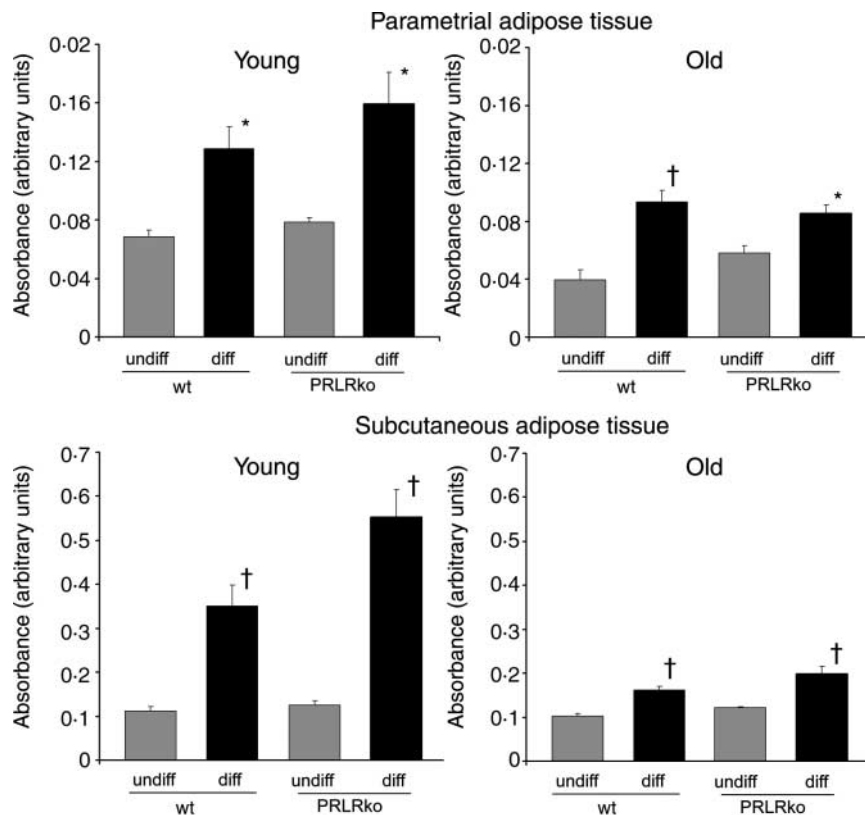 Parametrial adipose tissue
Young
Absorbance (arbitrary units)
0·02
0·16
0·12
0·08
0·04
0
*
*
undiff diff undiff diff
wt PRLRko
Old
Absorbance (arbitrary units)
0·02
0·16
0·12
0·08
0·04
0
†
*
undiff diff undiff diff
wt PRLRko
Subcutaneous adipose tissue
Young
Absorbance (arbitrary units)
0·7
0·6
0·5
0·4
0·3
0·2
0·1
0
†
†
undiff diff undiff diff
wt PRLRko
Old
Absorbance (arbitrary units)
0·7
0·6
0·5
0·4
0·3
0·2
0·1
0
†
†
undiff diff undiff diff
wt PRLRko